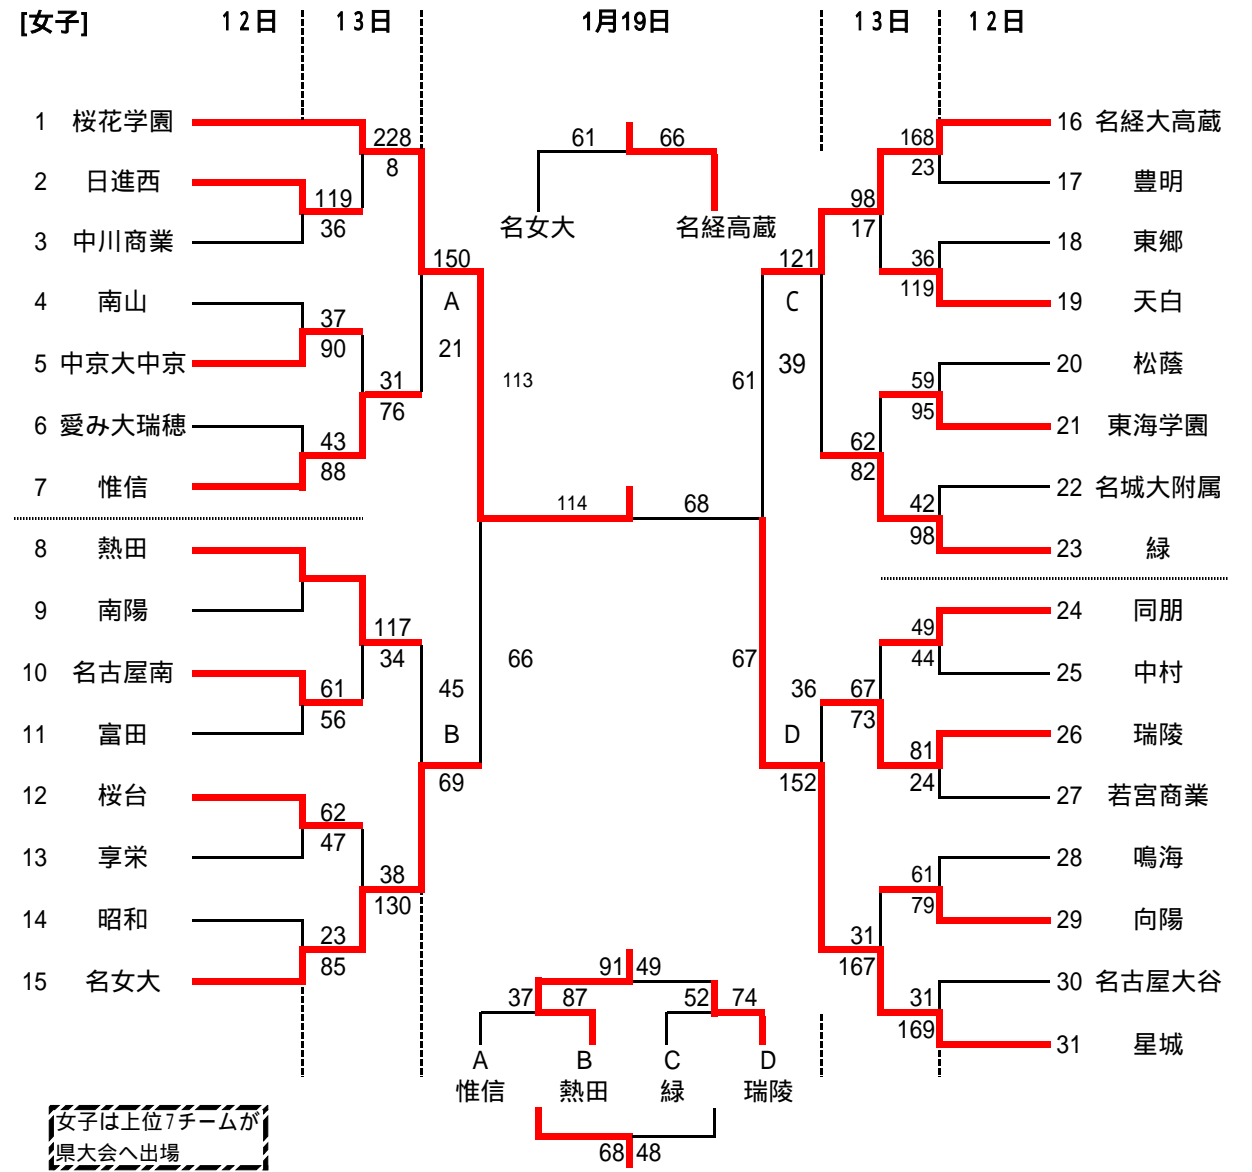 [女子] 12日 13日 1月19日 13日 12日
1 桜花学園
2 日進西
3 中川商業
4 南山
5 中京大中京
6 愛み大瑞穂
7 惟信
8 熱田
9 南陽
10 名古屋南
11 富田
12 桜台
13 享栄
14 昭和
15 名女大
228
8
119
36
37
90
31
76
43
88
150
A
21
117
34
61
56
62
47
38
130
23
85
45
B
69
113
66
61 66
名女大 名経高蔵
114 68
61
67
121
C
39
36
D
152
98
17
62
82
67
73
31
167
168
23
36
119
59
95
42
98
49
44
81
24
61
79
31
169
16 名経大高蔵
17 豊明
18 東郷
19 天白
20 松蔭
21 東海学園
22 名城大附属
23 緑
24 同朋
25 中村
26 瑞陵
27 若宮商業
28 鳴海
29 向陽
30 名古屋大谷
31 星城
91 49
37 87 52 74
A B C D
惟信 熱田 緑 瑞陵
68 48
女子は上位7チームが
県大会へ出場